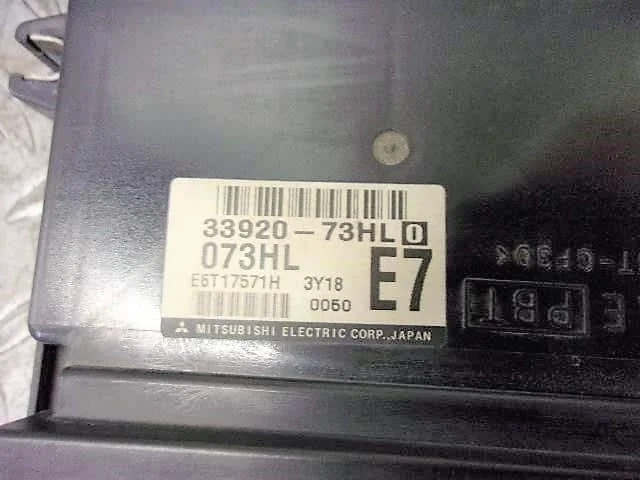 33920-73HL 0
073HL
E7
E6T17571H 3Y18
0050
MITSUBISHI ELECTRIC CORP.,JAPAN
PBT